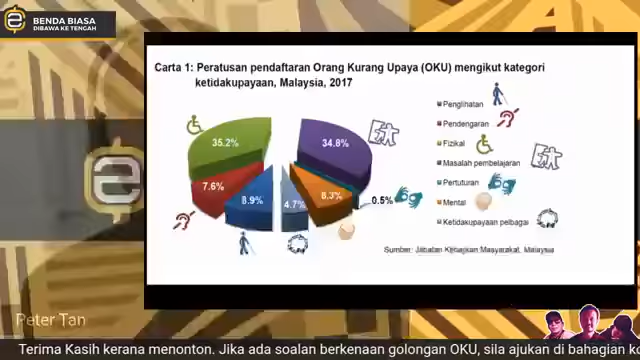 BENDA BIASA
DIBAWA KE TENGAH
Carta 1: Peratusan pendaftaran Orang Kurang Upaya (OKU) mengikut kategori
ketidakupayaan, Malaysia, 2017
35.2%
34.8%
7.6%
8.9%
4.7%
8.3%
0.5%
Penglihatan
Pendengaran
Fizikal
Masalah pembelajaran
Pertuturan
Mental
Ketidakupayaan pelbagai
Sumber: Jabatan Kebajikan Masyarakat, Malaysia
Peter Tan
Terima Kasih kerana menonton. Jika ada soalan berkenaan golongan OKU, sila ajukan di bahagian